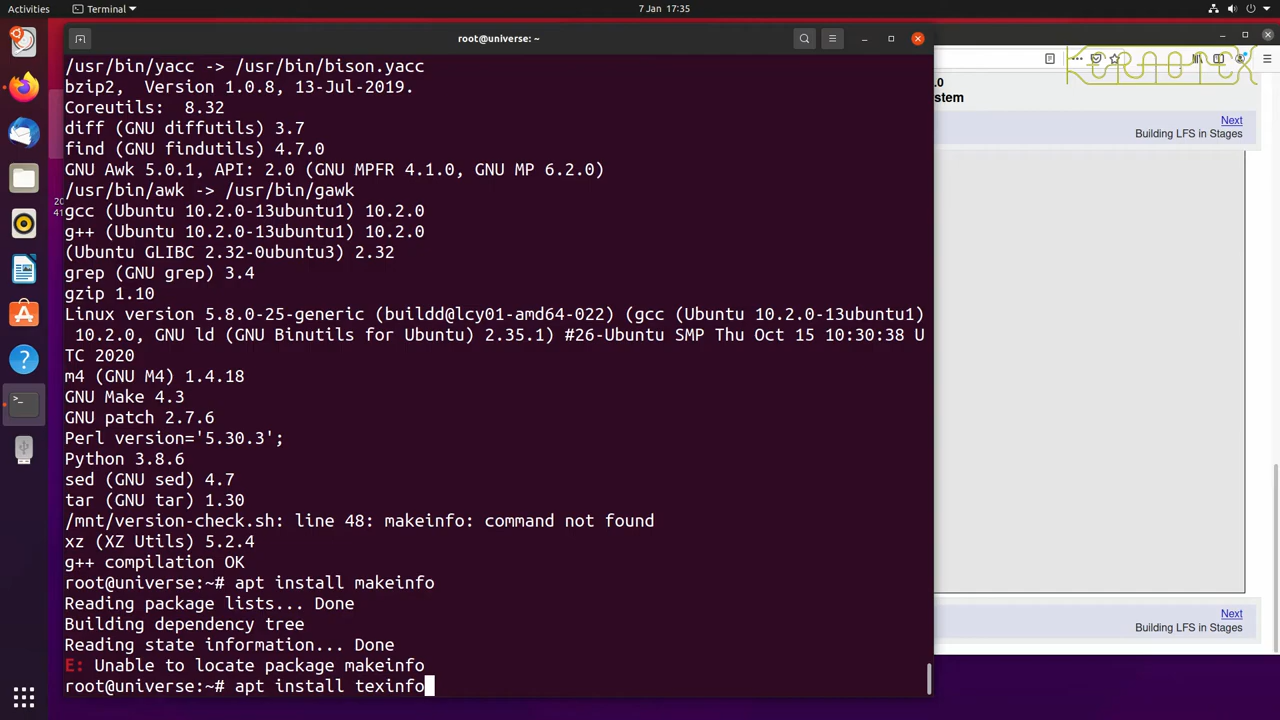 Activities
Terminal
7 Jan 17:35
root@universe: ~
KERNOTEX
/usr/bin/yacc -> /usr/bin/bison.yacc
bzip2,  Version 1.0.8, 13-Jul-2019.
Coreutils:  8.32
diff (GNU diffutils) 3.7
find (GNU findutils) 4.7.0
GNU Awk 5.0.1, API: 2.0 (GNU MPFR 4.1.0, GNU MP 6.2.0)
/usr/bin/awk -> /usr/bin/gawk
gcc (Ubuntu 10.2.0-13ubuntu1) 10.2.0
g++ (Ubuntu 10.2.0-13ubuntu1) 10.2.0
(Ubuntu GLIBC 2.32-0ubuntu3) 2.32
grep (GNU grep) 3.4
gzip 1.10
Linux version 5.8.0-25-generic (buildd@lcy01-amd64-022) (gcc (Ubuntu 10.2.0-13ubuntu1)
 10.2.0, GNU ld (GNU Binutils for Ubuntu) 2.35.1) #26-Ubuntu SMP Thu Oct 15 10:30:38 U
TC 2020
m4 (GNU M4) 1.4.18
GNU Make 4.3
GNU patch 2.7.6
Perl version='5.30.3';
Python 3.8.6
sed (GNU sed) 4.7
tar (GNU tar) 1.30
/mnt/version-check.sh: line 48: makeinfo: command not found
xz (XZ Utils) 5.2.4
g++ compilation OK
root@universe:~# apt install makeinfo
Reading package lists... Done
Building dependency tree
Reading state information... Done
E: Unable to locate package makeinfo
root@universe:~# apt install texinfo
20
41
.0
stem
Next
Building LFS in Stages
Next
Building LFS in Stages